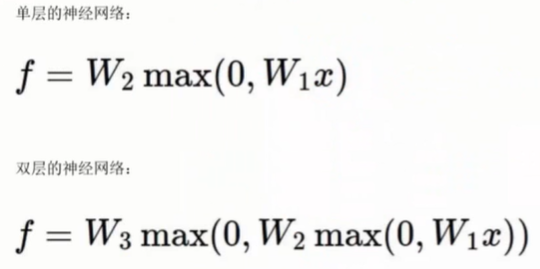 单层的神经网络：
f = W₂ max(0, W₁x)
双层的神经网络：
f = W₃ max(0, W₂ max(0, W₁x))